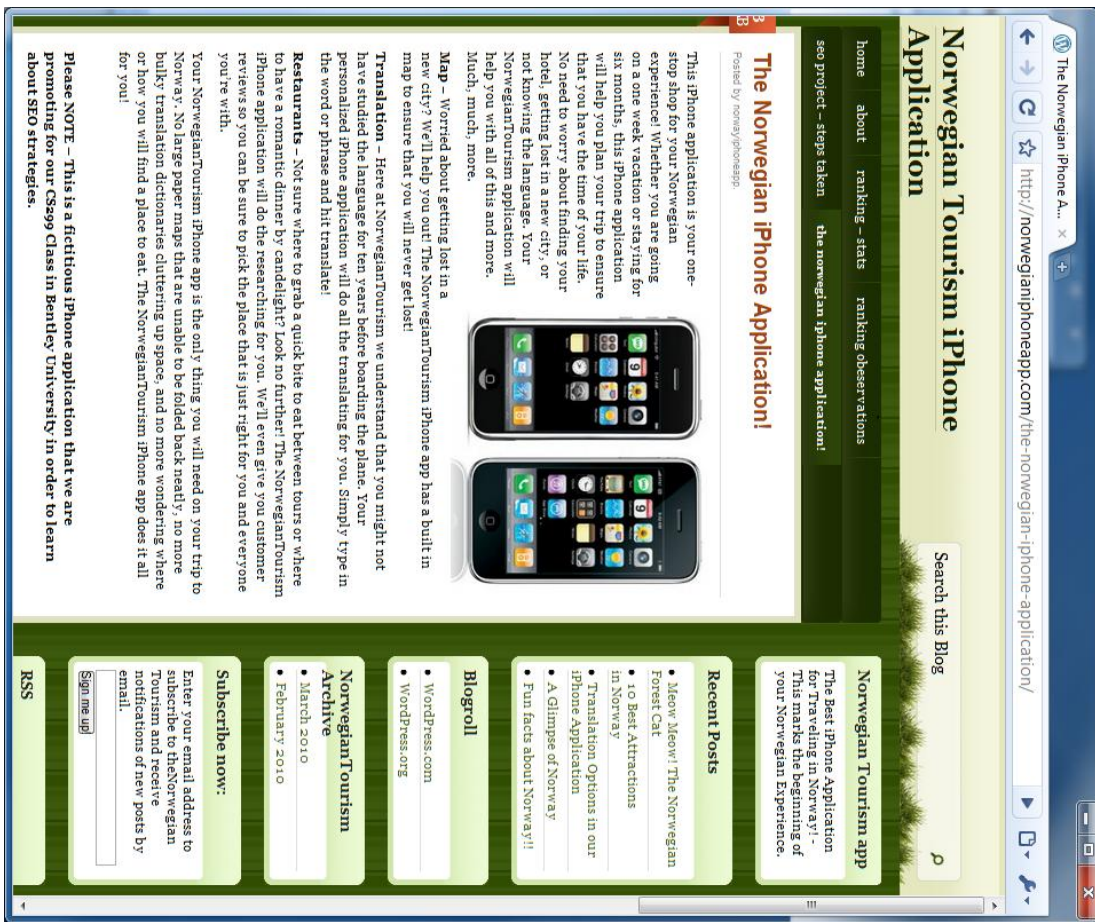 The Norwegian iPhone A...
http://norwegianiphoneapp.com/the-norwegian-iphone-application/
Norwegian Tourism iPhone
Application
Search this Blog
home about ranking – stats ranking obeservations
seo project – steps taken the norwegian iphone application!
The Norwegian iPhone Application!
Posted by norwayiphoneapp.
This iPhone application is your one-
stop shop for your Norwegian
experience! Whether you are going
on a one week vacation or staying for
six months, this iPhone application
will help you plan your trip to ensure
that you have the time of your life.
No need to worry about finding your
hotel, getting lost in a new city, or
not knowing the language. Your
NorwegianTourism application will
help you with all of this and more.
Much, much, more.
Map – Worried about getting lost in a
new city? We'll help you out! The NorwegianTourism iPhone app has a built in
map to ensure that you will never get lost!
Translation – Here at NorwegianTourism we understand that you might not
have studied the language for ten years before boarding the plane. Your
personalized iPhone application will do all the translating for you. Simply type in
the word or phrase and hit translate!
Restaurants – Not sure where to grab a quick bite to eat between tours or where
to have a romantic dinner by candelight? Look no further! The NorwegianTourism
iPhone application will do the researching for you. We'll even give you customer
reviews so you can be sure to pick the place that is just right for you and everyone
you're with.
Your NorwegianTourism iPhone app is the only thing you will need on your trip to
Norway. No large paper maps that are unable to be folded back neatly, no more
bulky translation dictionaries cluttering up space, and no more wondering where
or how you will find a place to eat. The NorwegianTourism iPhone app does it all
for you!
Please NOTE – This is a fictitious iPhone application that we are
promoting for our CS299 Class in Bentley University in order to learn
about SEO strategies.
Norwegian Tourism app
The Best iPhone Application
for Traveling in Norway! -
This marks the beginning of
your Norwegian Experience.
Recent Posts
Meow Meow! The Norwegian
Forest Cat
10 Best Attractions
in Norway
Translation Options in our
iPhone Application
A Glimpse of Norway
Fun facts about Norway!!
Blogroll
WordPress.com
WordPress.org
NorwegianTourism
Archive
March 2010
February 2010
Subscribe now:
Enter your email address to
subscribe to theNorwegian
Tourism and receive
notifications of new posts by
email.
Sign me up!
RSS